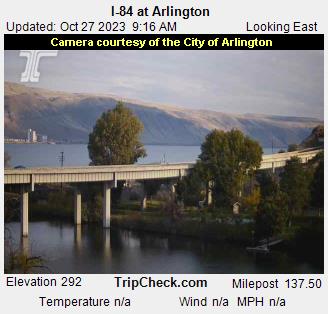 I-84 at Arlington
Updated: Oct 27 2023 9:16 AM Looking East
Camera courtesy of the City of Arlington
Elevation 292 TripCheck.com Milepost 137.50
Temperature n/a Wind n/a MPH n/a